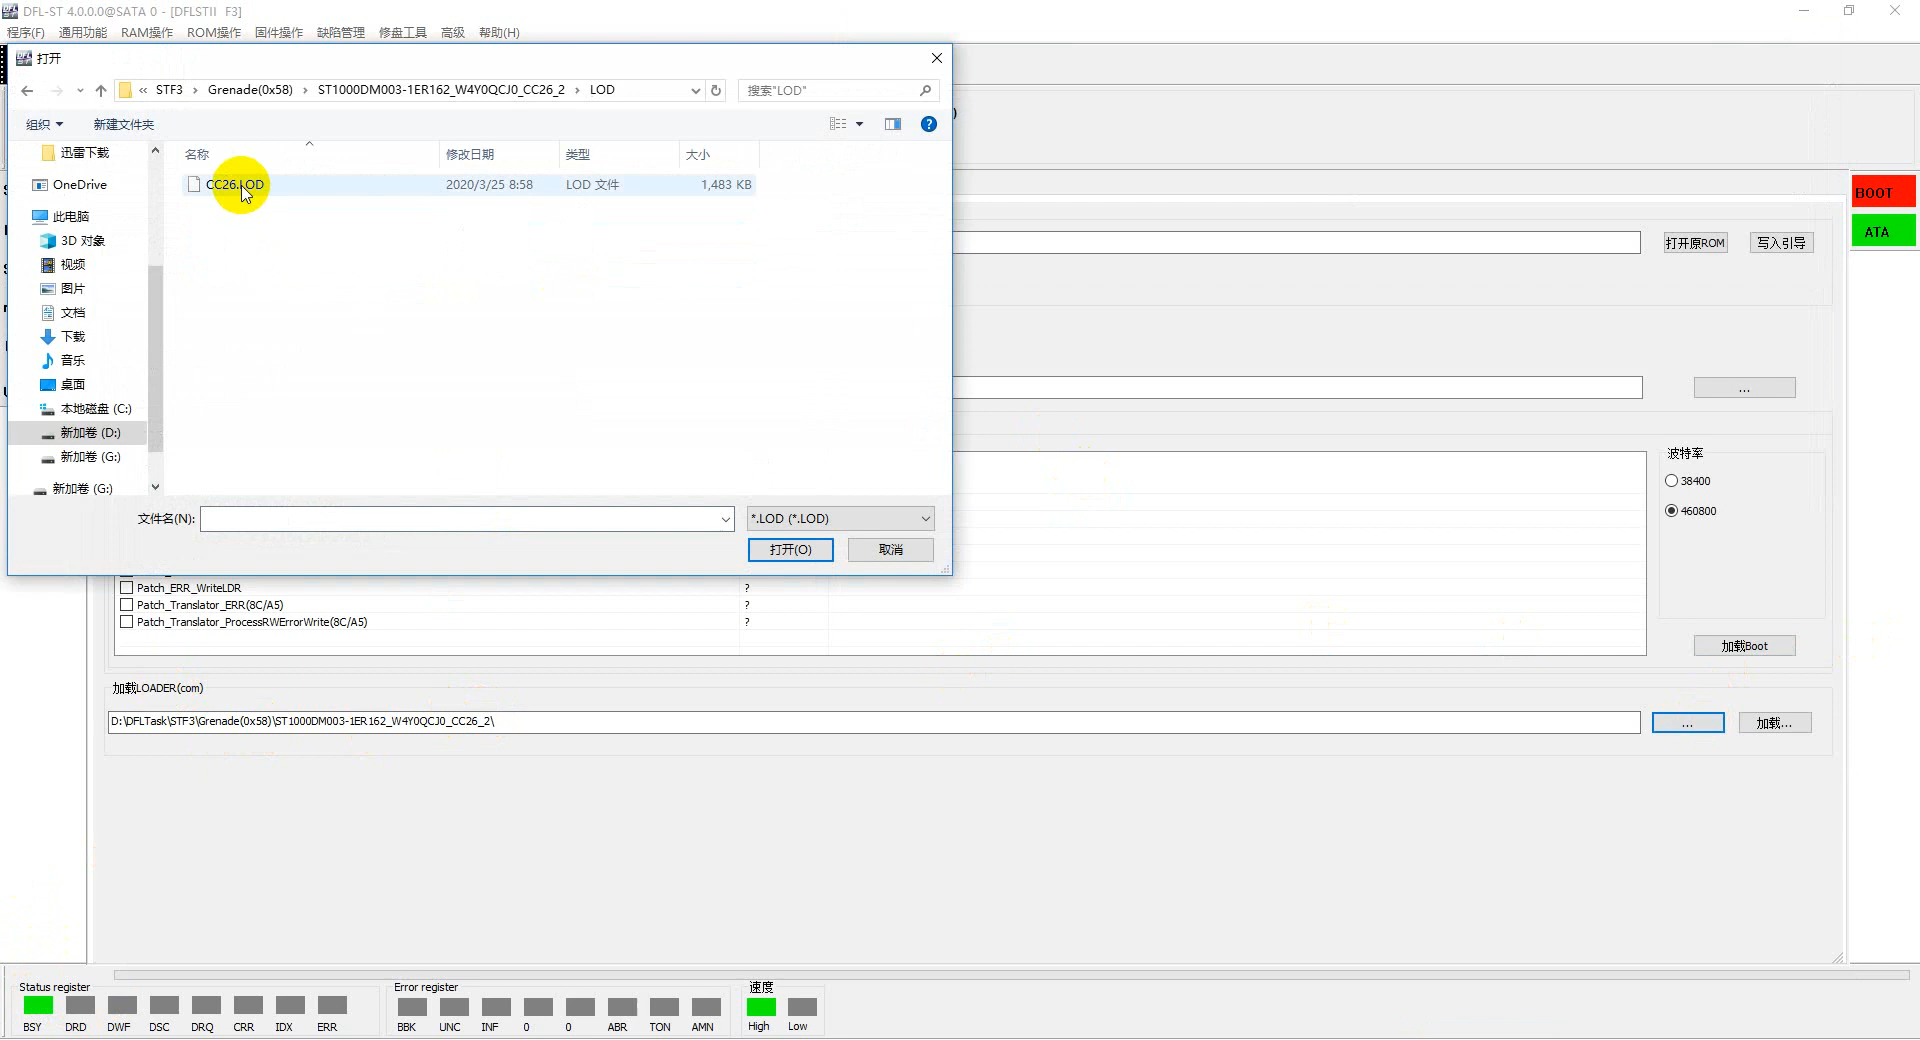 DFL-ST 4.0.0.0@SATA 0 - [DFLSTII F3]
程序(F) 通用功能 RAM操作 ROM操作 固件操作 缺陷管理 修盘工具 高级 帮助(H)
打开
« STF3 › Grenade(0x58) › ST1000DM003-1ER162_W4Y0QCJ0_CC26_2 › LOD
搜索"LOD"
组织 新建文件夹
名称 修改日期 类型 大小
CC26.LOD 2020/3/25 8:58 LOD 文件 1,483 KB
迅雷下载
OneDrive
此电脑
3D 对象
视频
图片
文档
下载
音乐
桌面
本地磁盘 (C:)
新加卷 (D:)
新加卷 (G:)
新加卷 (G:)
文件名(N):
*.LOD (*.LOD)
打开(O) 取消
BOOT
ATA
打开原ROM 写入引导
...
波特率
38400
460800
Patch_ERR_WriteLDR ?
Patch_Translator_ERR(8C/A5) ?
Patch_Translator_ProcessRWErrorWrite(8C/A5) ?
加载Boot
加载LOADER(com)
D:\DFLTask\STF3\Grenade(0x58)\ST1000DM003-1ER162_W4Y0QCJ0_CC26_2\
... 加载...
Status register
BSY DRD DWF DSC DRQ CRR IDX ERR
Error register
BBK UNC INF 0 0 ABR TON AMN
速度
High Low